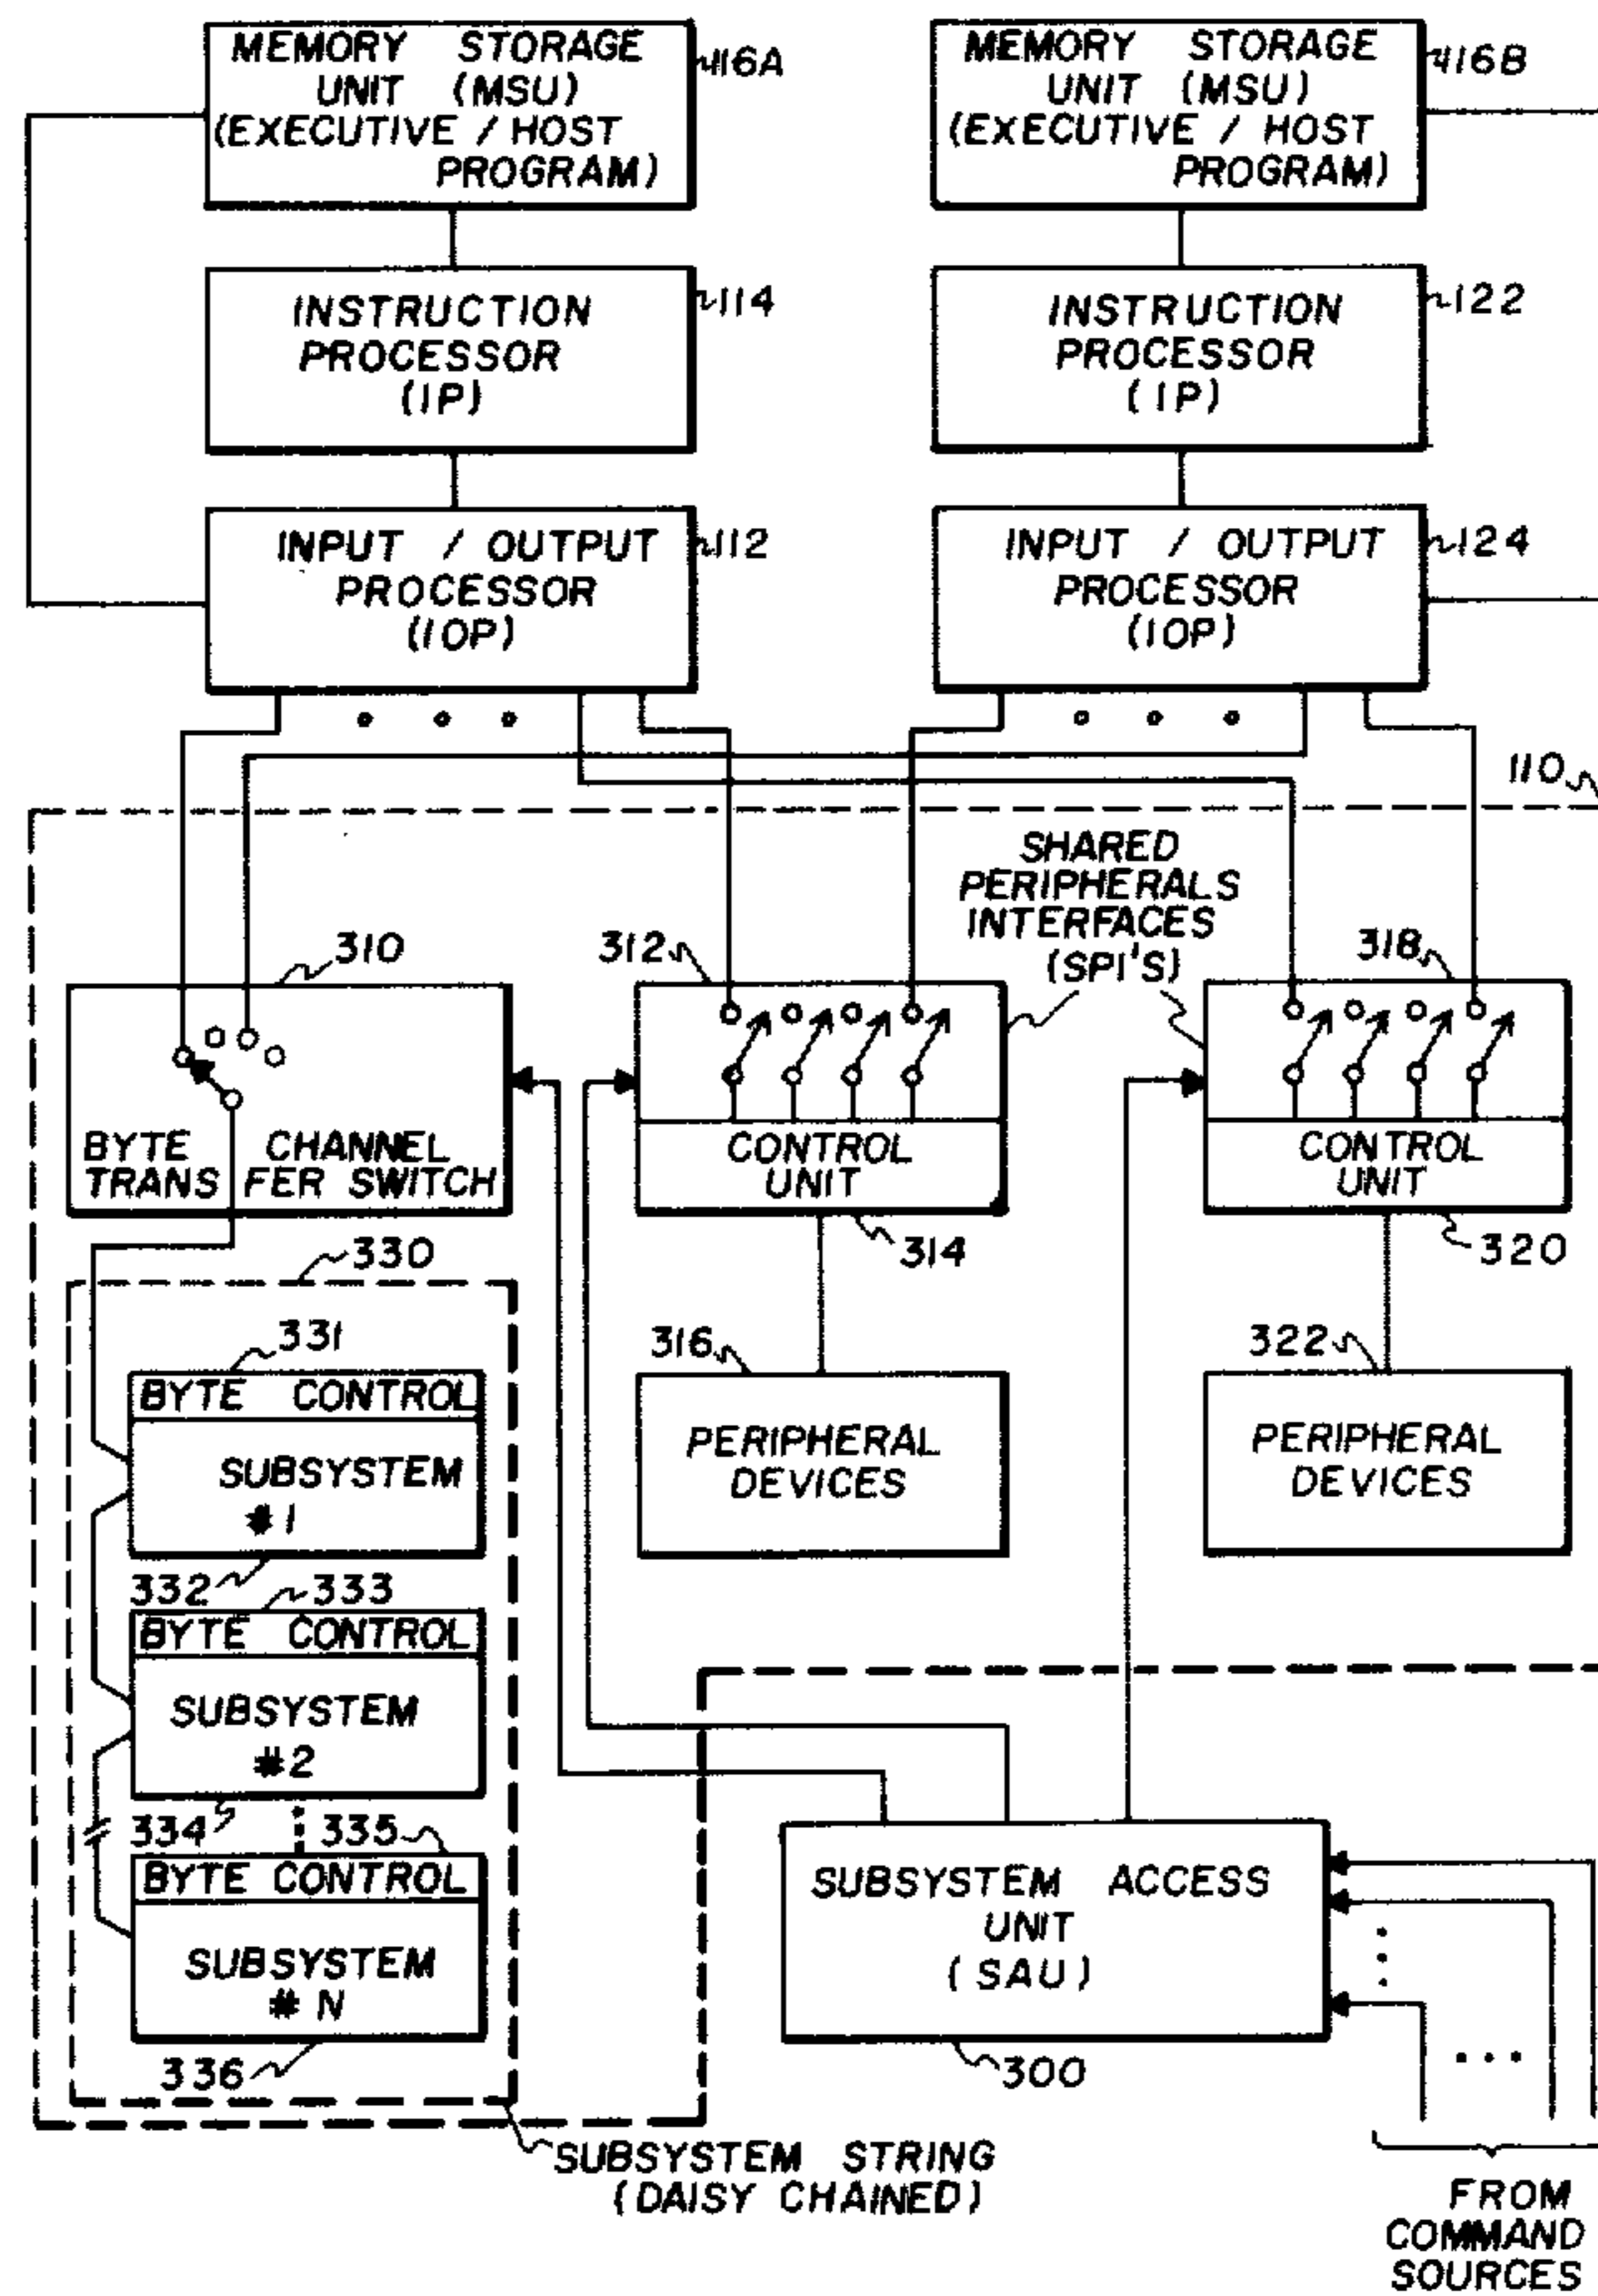 MEMORY STORAGE
UNIT (MSU)
(EXECUTIVE / HOST
PROGRAM)
416A
MEMORY STORAGE
UNIT (MSU)
(EXECUTIVE / HOST
PROGRAM)
416B
INSTRUCTION
PROCESSOR
(IP)
114
INSTRUCTION
PROCESSOR
(IP)
122
INPUT / OUTPUT
PROCESSOR
(IOP)
112
INPUT / OUTPUT
PROCESSOR
(IOP)
124
110
SHARED
PERIPHERALS
INTERFACES
(SPI'S)
310
312
318
BYTE CHANNEL
TRANS FER SWITCH
CONTROL
UNIT
314
CONTROL
UNIT
320
330
331
BYTE CONTROL
SUBSYSTEM
#1
332
316
PERIPHERAL
DEVICES
322
PERIPHERAL
DEVICES
333
BYTE CONTROL
SUBSYSTEM
#2
334
335
BYTE CONTROL
SUBSYSTEM
# N
336
SUBSYSTEM ACCESS
UNIT
(SAU)
300
SUBSYSTEM STRING
(DAISY CHAINED)
FROM
COMMAND
SOURCES